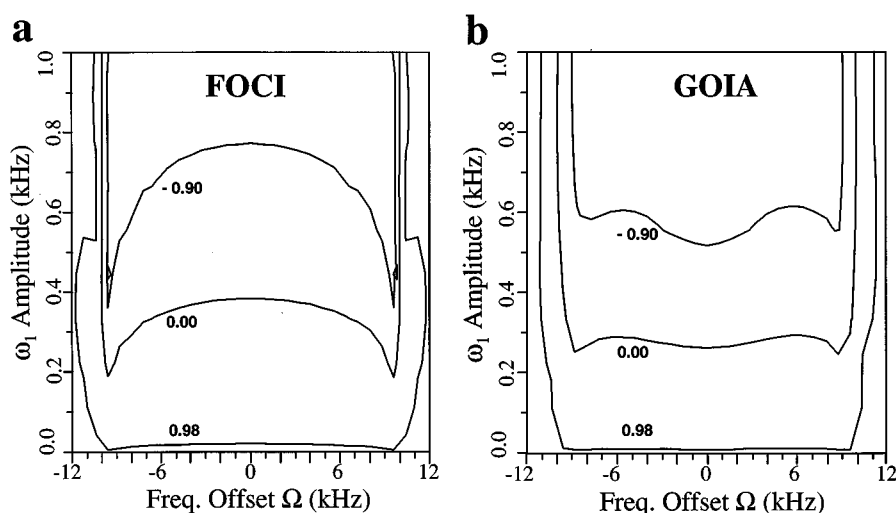 a
FOCI
1.0
0.8
0.6
0.4
0.2
0.0
ω₁ Amplitude (kHz)
- 0.90
0.00
0.98
-12 -6 0 6 12
Freq. Offset Ω (kHz)
b
GOIA
1.0
0.8
0.6
0.4
0.2
0.0
ω₁ Amplitude (kHz)
- 0.90
0.00
0.98
-12 -6 0 6 12
Freq. Offset Ω (kHz)